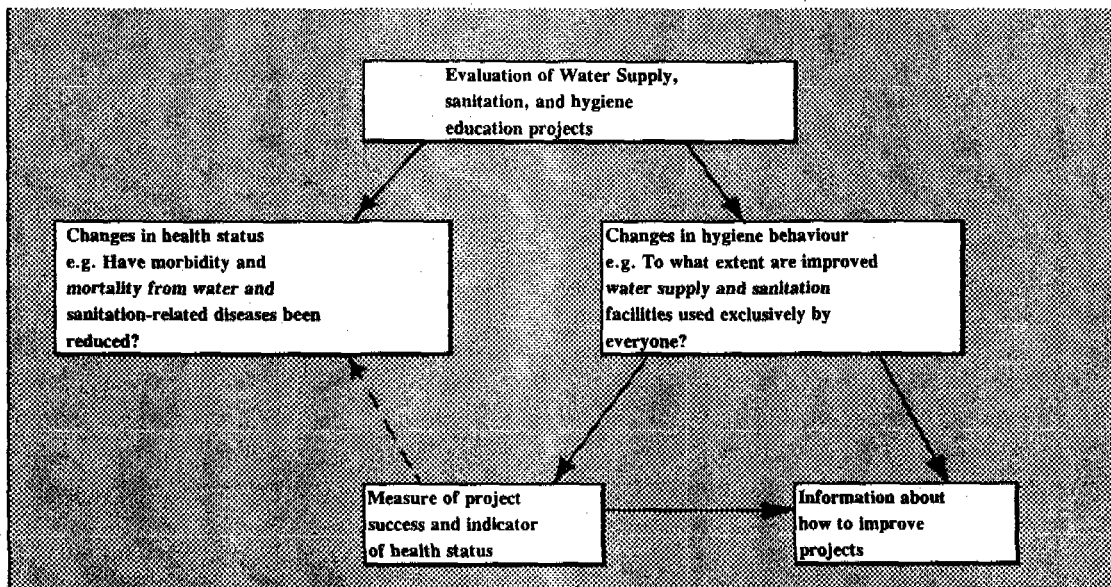 Evaluation of Water Supply,
sanitation, and hygiene
education projects
Changes in health status
e.g. Have morbidity and
mortality from water and
sanitation-related diseases been
reduced?
Changes in hygiene behaviour
e.g. To what extent are improved
water supply and sanitation
facilities used exclusively by
everyone?
Measure of project
success and indicator
of health status
Information about
how to improve
projects